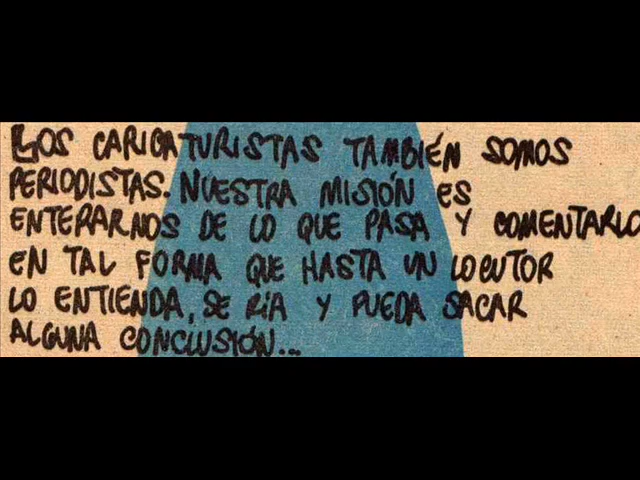 LOS CARICATURISTAS TAMBIÉN SOMOS
PERIODISTAS. NUESTRA MISIÓN ES
ENTERARNOS DE LO QUE PASA Y COMENTARLO
EN TAL FORMA QUE HASTA UN LOCUTOR
LO ENTIENDA, SE RÍA Y PUEDA SACAR
ALGUNA CONCLUSIÓN...